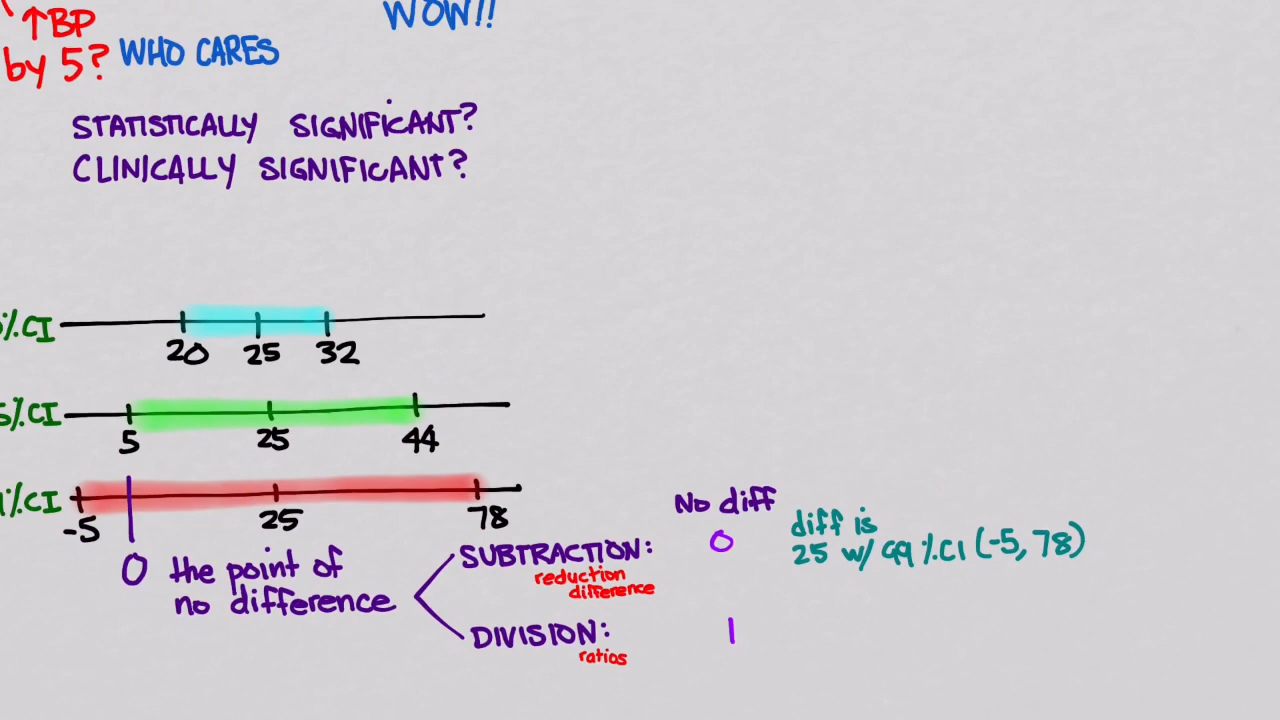 ↑BP
by 5? WHO CARES
WOW!!
STATISTICALLY SIGNIFICANT?
CLINICALLY SIGNIFICANT?
%CI
20 25 32
5%CI
5 25 44
%CI
-5 25 78
0 the point of
no difference
SUBTRACTION:
reduction
difference
DIVISION:
ratios
No diff
0
1
diff is
25 w/ 99 %CI (-5, 78)